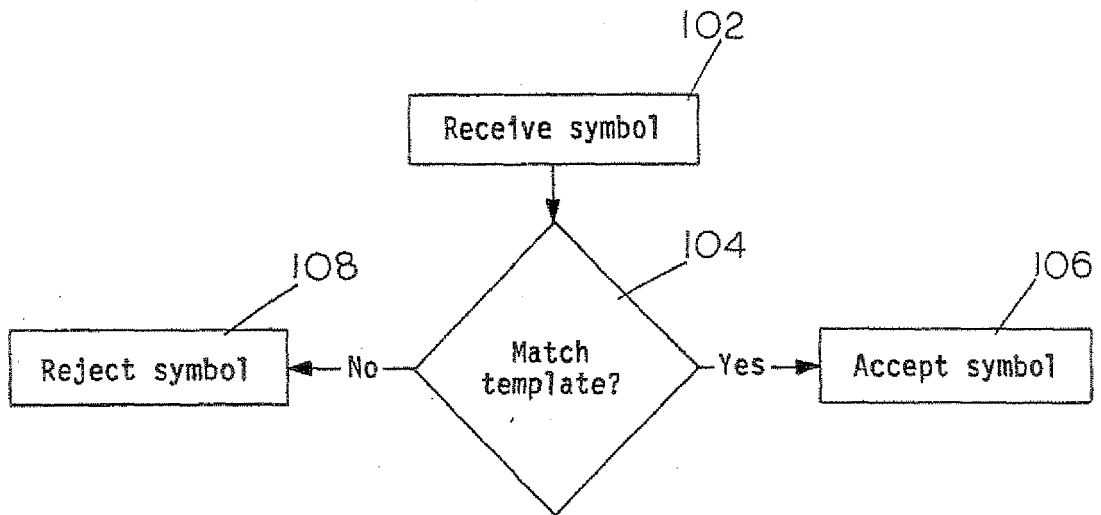 102
Receive symbol
104
108
106
Reject symbol
No
Match
template?
Yes
Accept symbol